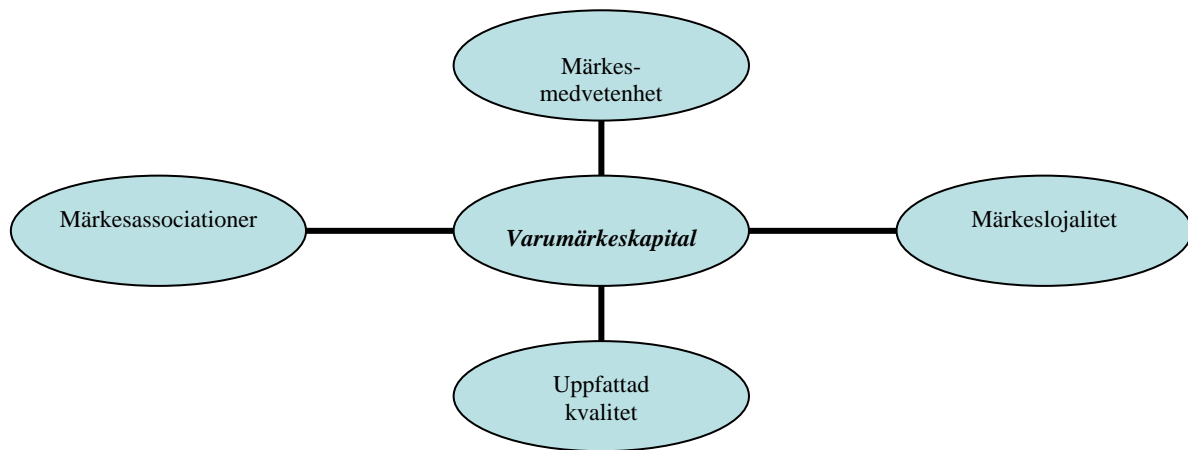 Märkes-
medvetenhet
Märkesassociationer
Varumärkeskapital
Märkeslojalitet
Uppfattad
kvalitet